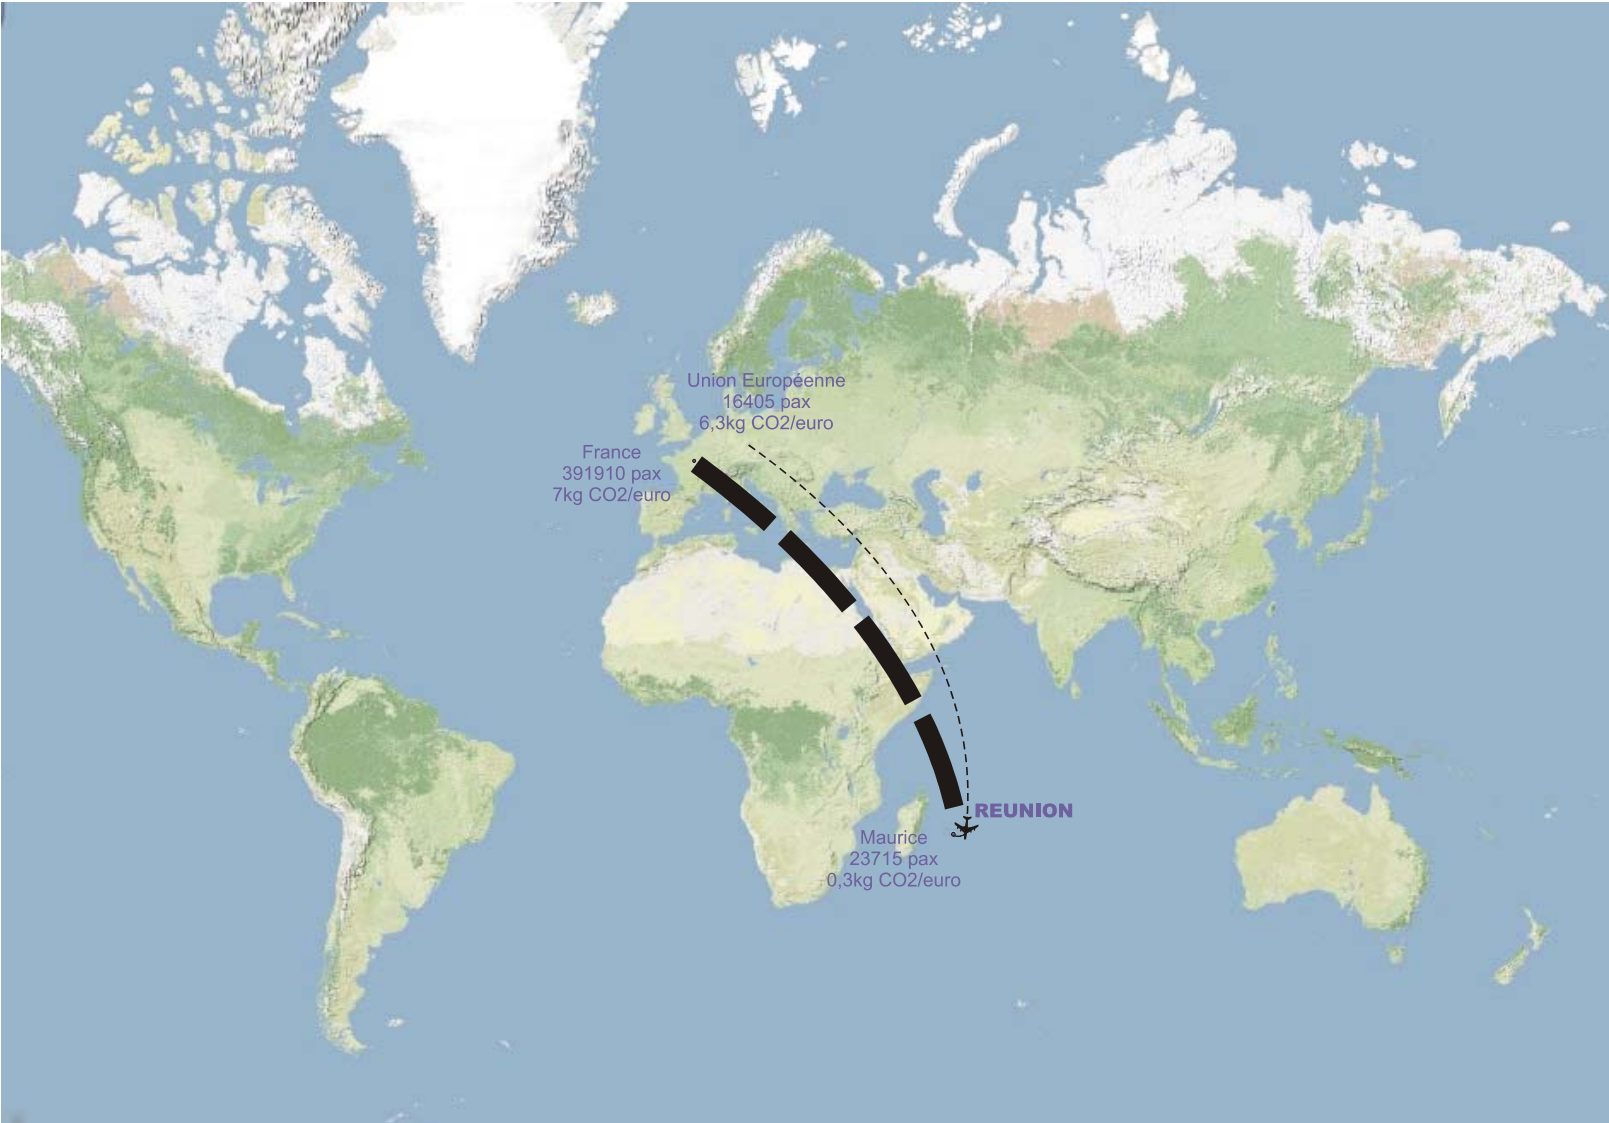 Union Européenne
16405 pax
6,3kg CO2/euro
France
391910 pax
7kg CO2/euro
REUNION
Maurice
23715 pax
0,3kg CO2/euro